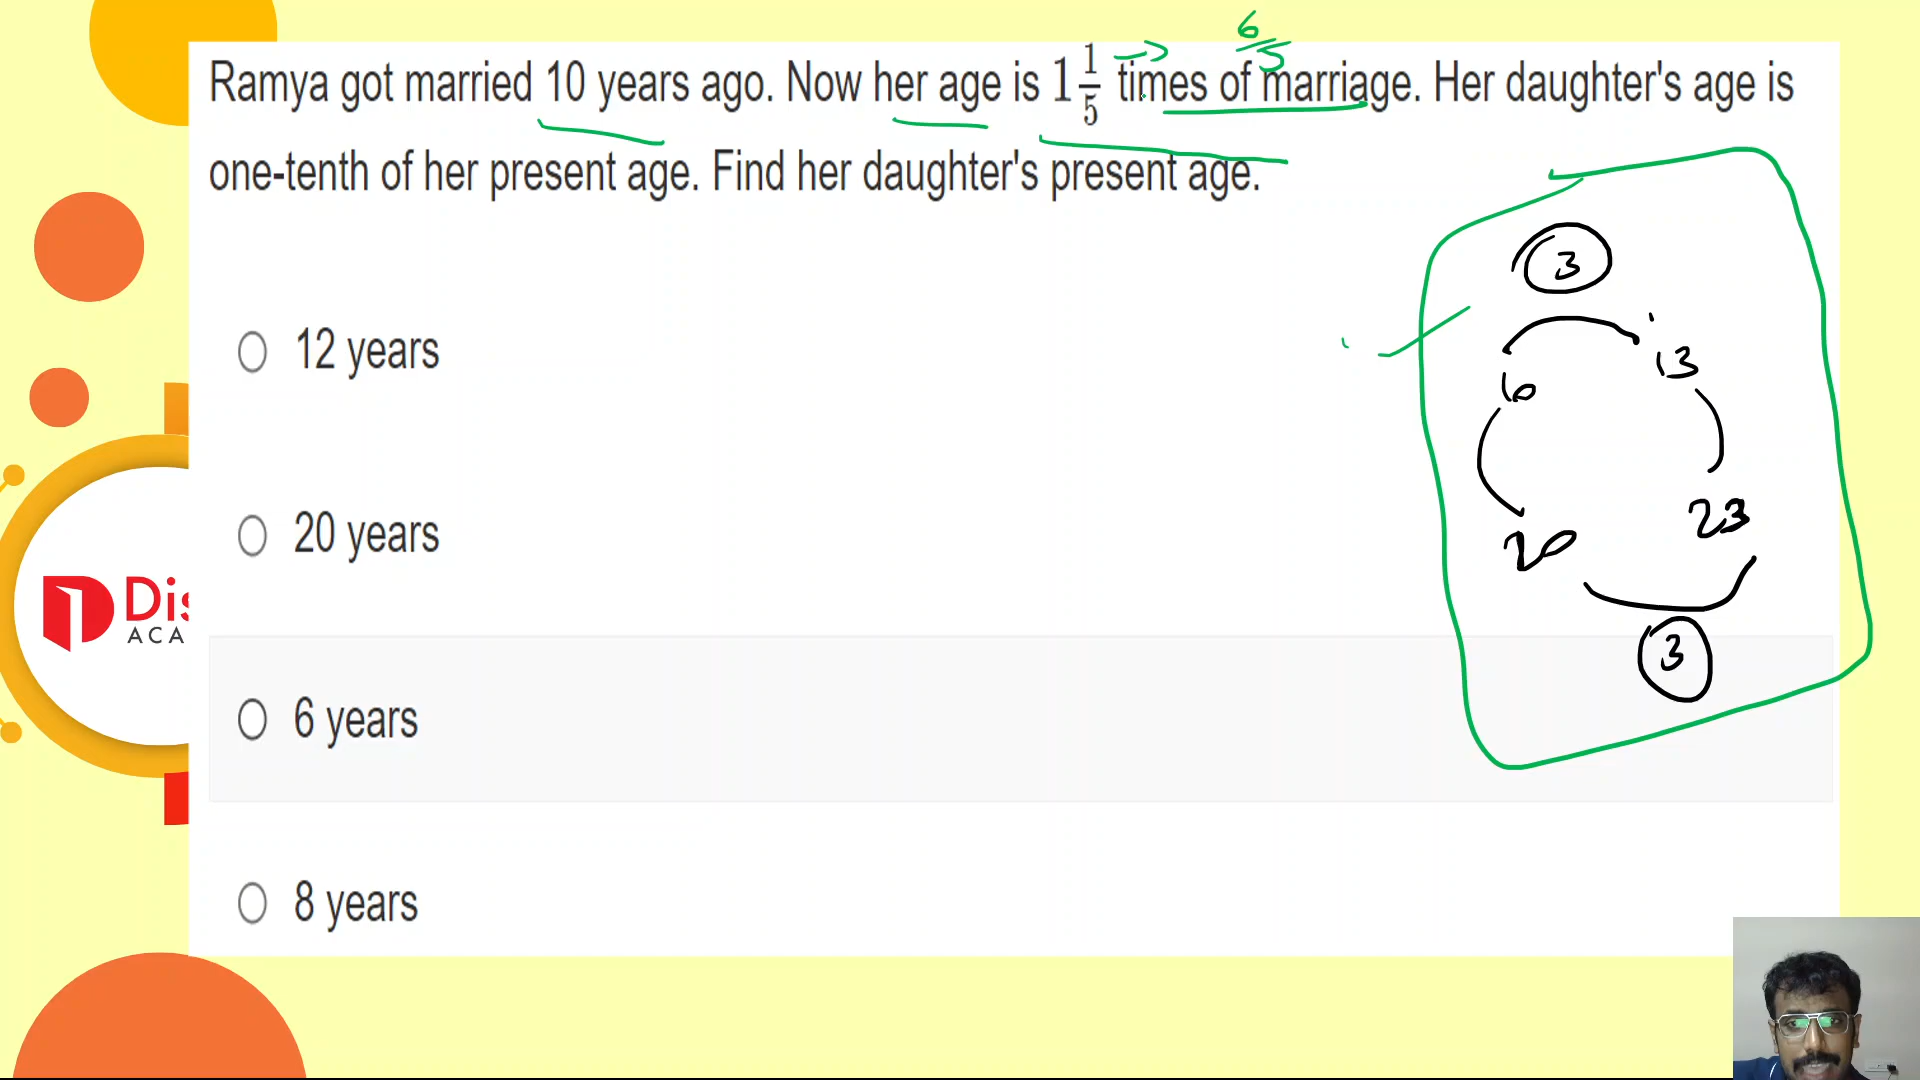 6
5
Ramya got married 10 years ago. Now her age is 1 1/5 times of marriage. Her daughter's age is
one-tenth of her present age. Find her daughter's present age.
3
10 13
20 23
3
12 years
20 years
6 years
8 years
Dis
ACA